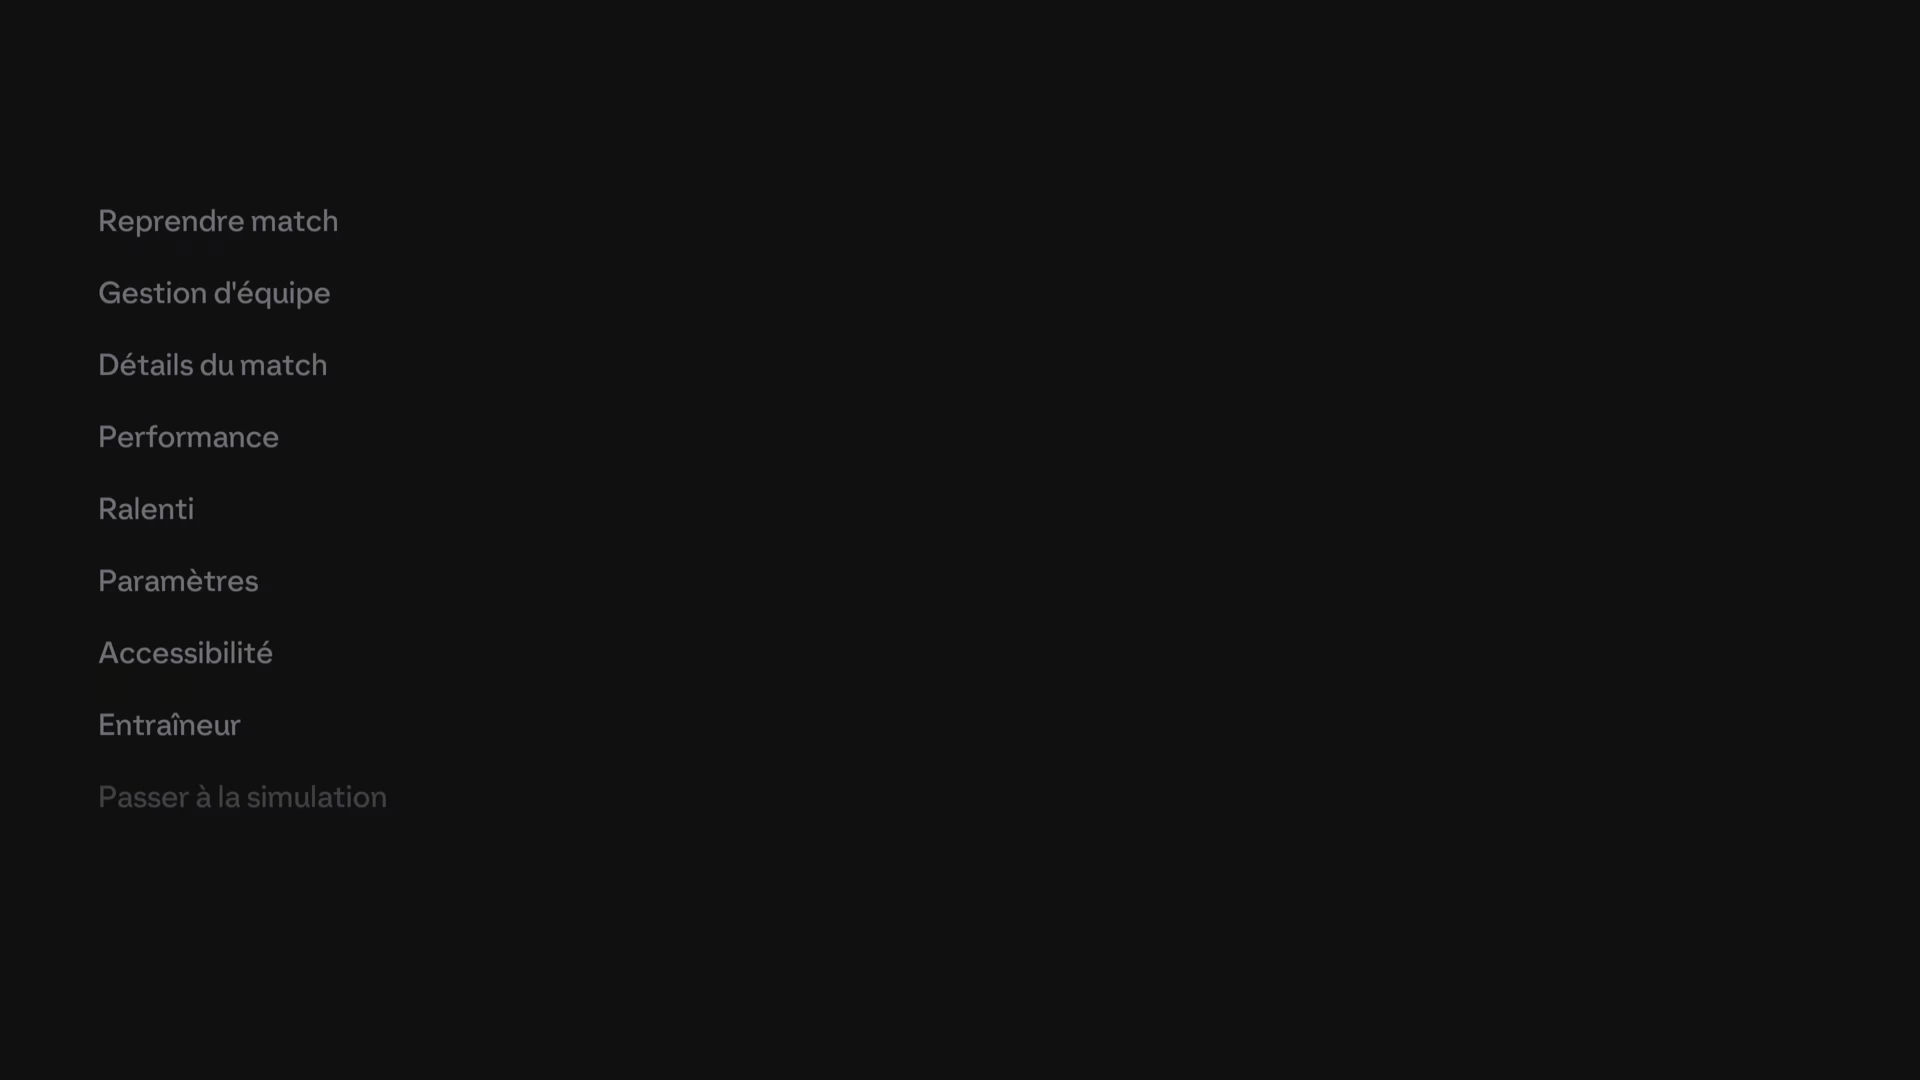 Reprendre match
Gestion d'équipe
Détails du match
Performance
Ralenti
Paramètres
Accessibilité
Entraîneur
Passer à la simulation